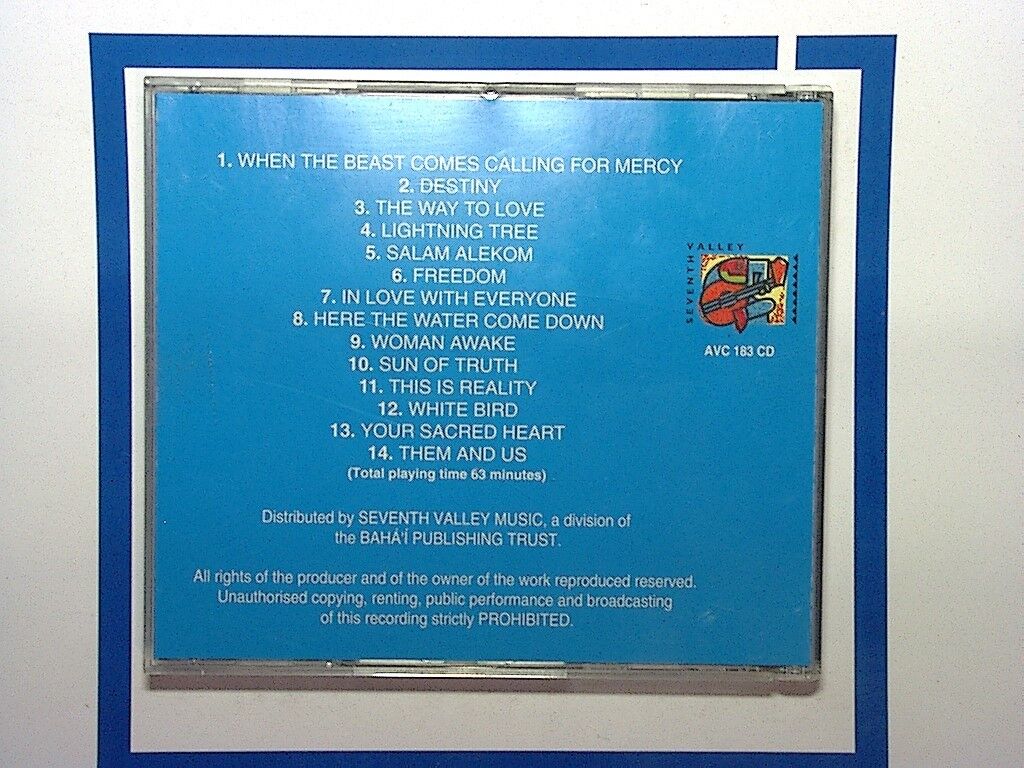 1. WHEN THE BEAST COMES CALLING FOR MERCY
2. DESTINY
3. THE WAY TO LOVE
4. LIGHTNING TREE
5. SALAM ALEKOM
6. FREEDOM
7. IN LOVE WITH EVERYONE
8. HERE THE WATER COME DOWN
9. WOMAN AWAKE
10. SUN OF TRUTH
11. THIS IS REALITY
12. WHITE BIRD
13. YOUR SACRED HEART
14. THEM AND US
(Total playing time 63 minutes)
Distributed by SEVENTH VALLEY MUSIC, a division of
the BAHÁ'Í PUBLISHING TRUST.
All rights of the producer and of the owner of the work reproduced reserved.
Unauthorised copying, renting, public performance and broadcasting
of this recording strictly PROHIBITED.
SEVENTH VALLEY
AVC 183 CD